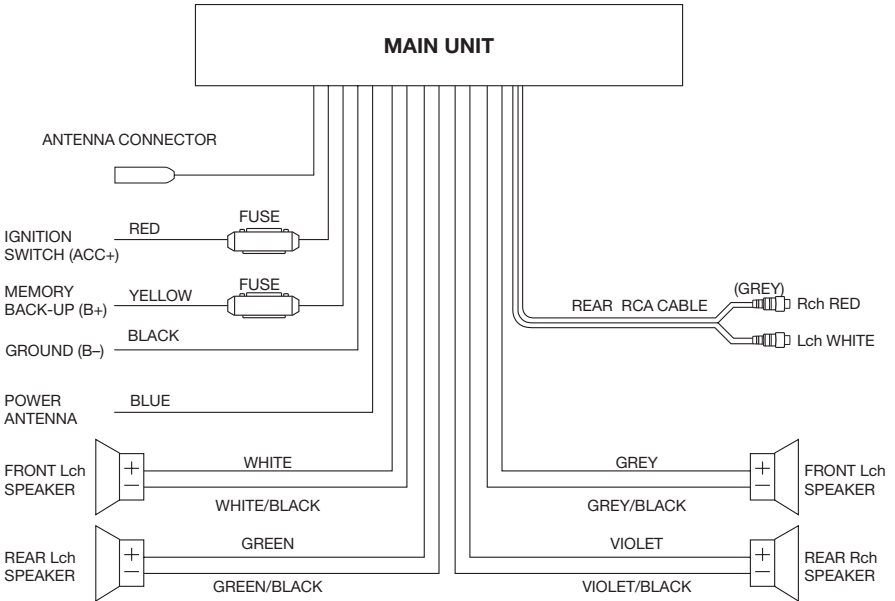 MAIN UNIT
ANTENNA CONNECTOR
IGNITION
SWITCH (ACC+)
RED
FUSE
MEMORY
BACK-UP (B+)
YELLOW
FUSE
GROUND (B–)
BLACK
POWER
ANTENNA
BLUE
REAR RCA CABLE
(GREY)
Rch RED
Lch WHITE
FRONT Lch
SPEAKER
+
–
WHITE
WHITE/BLACK
GREY
GREY/BLACK
+
–
FRONT Lch
SPEAKER
REAR Lch
SPEAKER
+
–
GREEN
GREEN/BLACK
VIOLET
VIOLET/BLACK
+
–
REAR Rch
SPEAKER